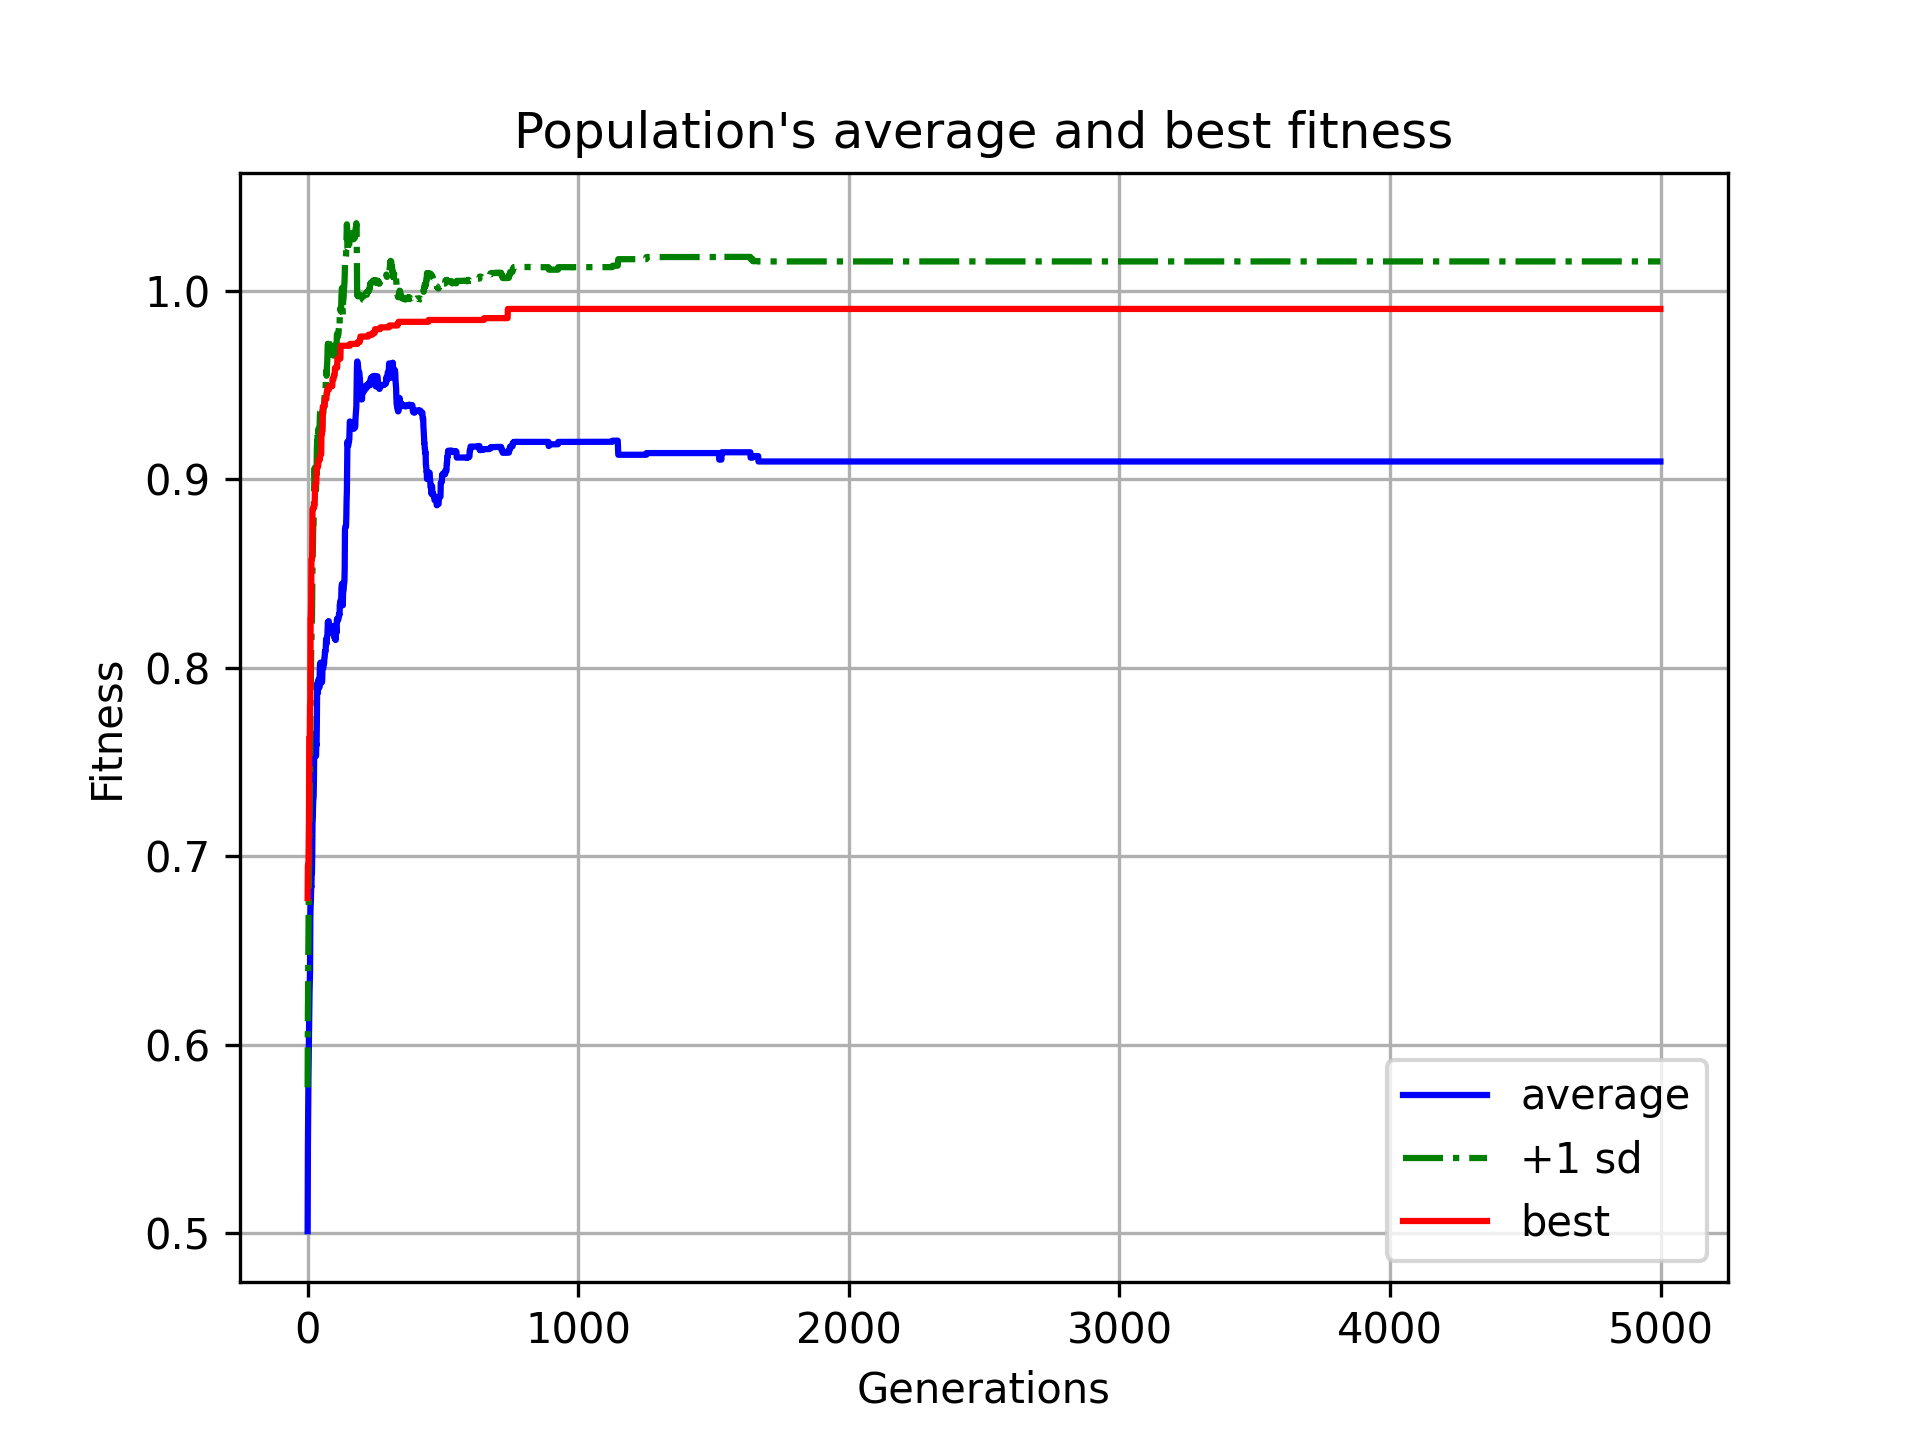 Population's average and best fitness
Fitness
1.0
0.9
0.8
0.7
0.6
0.5
0 1000 2000 3000 4000 5000
Generations
average
+1 sd
best